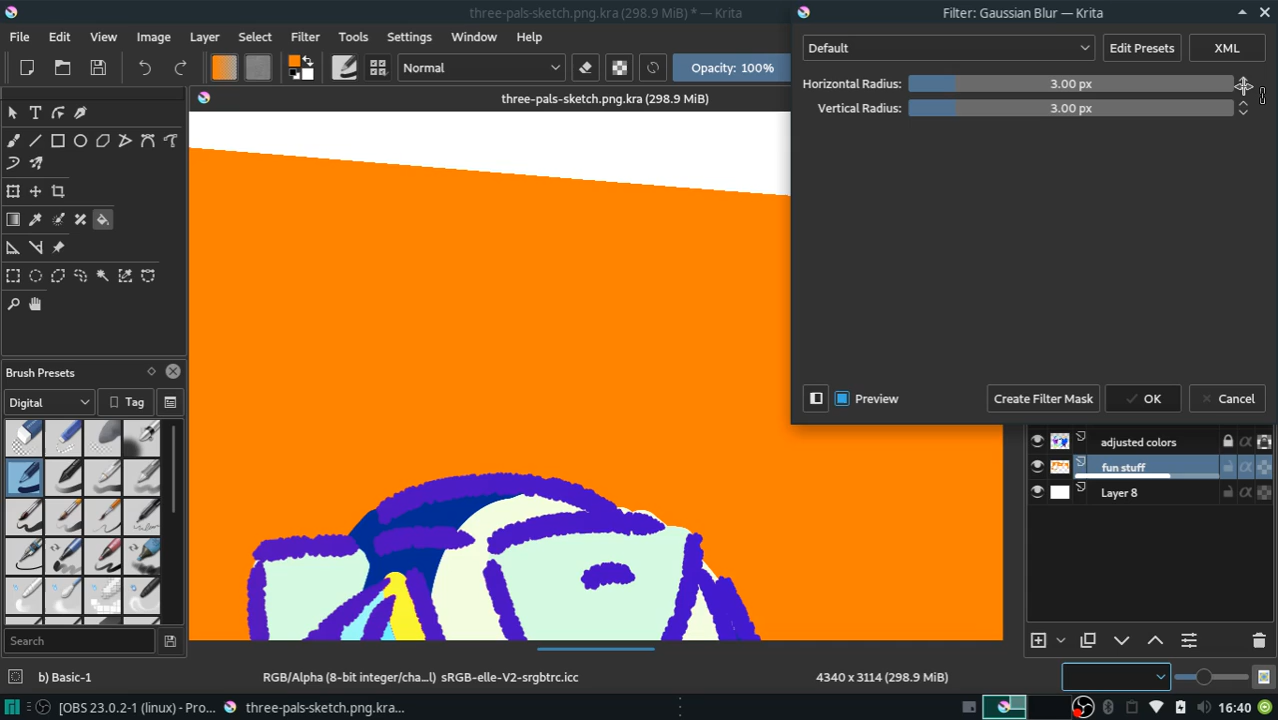 three-pals-sketch.png.kra (298.9 MiB) * — Krita
Filter: Gaussian Blur — Krita
File Edit View Image Layer Select Filter Tools Settings Window Help
Default
Edit Presets
XML
Normal
Opacity: 100%
Horizontal Radius: 3.00 px
three-pals-sketch.png.kra (298.9 MiB)
Vertical Radius: 3.00 px
Brush Presets
Digital
Tag
Preview
Create Filter Mask
OK
Cancel
adjusted colors
fun stuff
Layer 8
Search
b) Basic-1
RGB/Alpha (8-bit integer/cha...l) sRGB-elle-V2-srgbtrc.icc
4340 x 3114 (298.9 MiB)
[OBS 23.0.2-1 (linux) - Pro...
three-pals-sketch.png.kra...
16:40